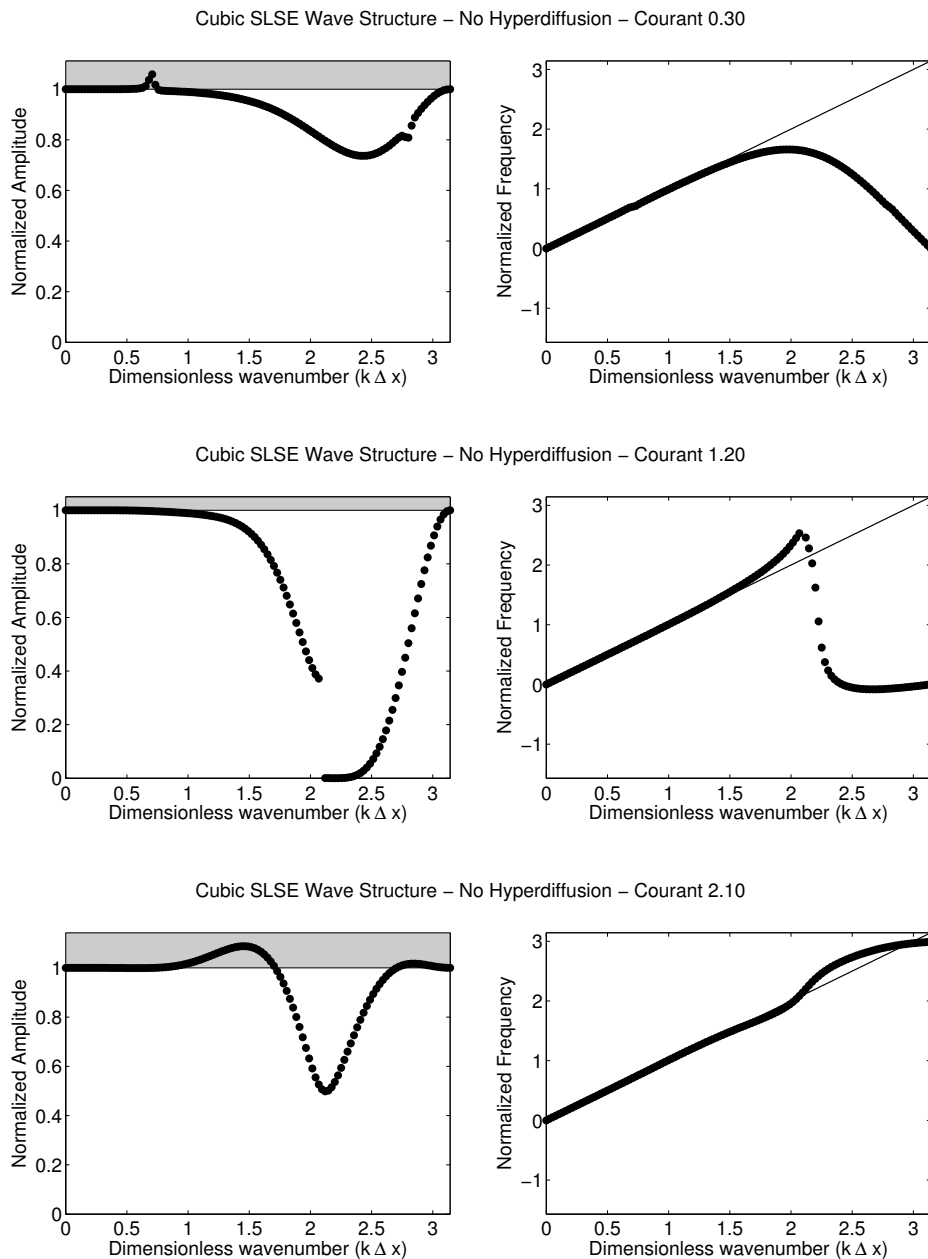 Cubic SLSE Wave Structure − No Hyperdiffusion − Courant 0.30
Normalized Amplitude
1
0.8
0.6
0.4
0.2
0
0 0.5 1 1.5 2 2.5 3
Dimensionless wavenumber (k Δ x)
Normalized Frequency
3
2
1
0
−1
0 0.5 1 1.5 2 2.5 3
Dimensionless wavenumber (k Δ x)
Cubic SLSE Wave Structure − No Hyperdiffusion − Courant 1.20
Normalized Amplitude
1
0.8
0.6
0.4
0.2
0
0 0.5 1 1.5 2 2.5 3
Dimensionless wavenumber (k Δ x)
Normalized Frequency
3
2
1
0
−1
0 0.5 1 1.5 2 2.5 3
Dimensionless wavenumber (k Δ x)
Cubic SLSE Wave Structure − No Hyperdiffusion − Courant 2.10
Normalized Amplitude
1
0.8
0.6
0.4
0.2
0
0 0.5 1 1.5 2 2.5 3
Dimensionless wavenumber (k Δ x)
Normalized Frequency
3
2
1
0
−1
0 0.5 1 1.5 2 2.5 3
Dimensionless wavenumber (k Δ x)